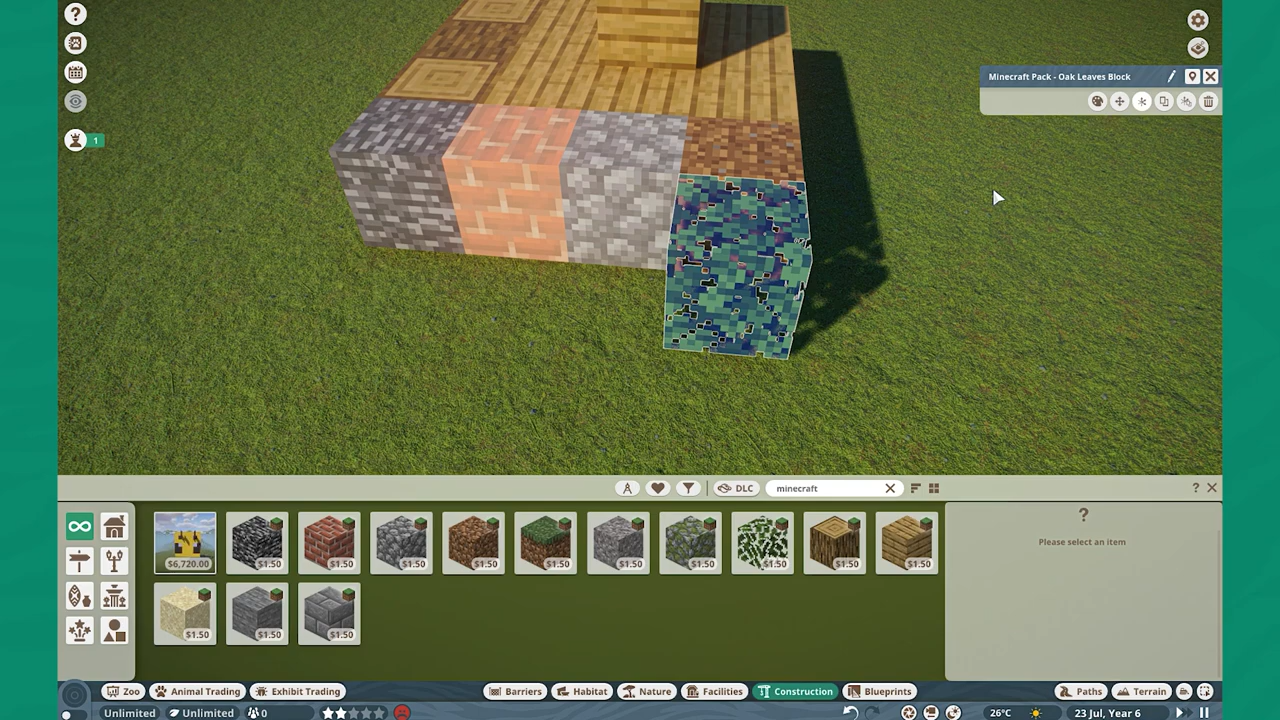 ?
1
Minecraft Pack - Oak Leaves Block
DLC
minecraft
?
$6,720.00
$1.50
$1.50
$1.50
$1.50
$1.50
$1.50
$1.50
$1.50
$1.50
$1.50
$1.50
$1.50
$1.50
?
Please select an item
Zoo
Animal Trading
Exhibit Trading
Barriers
Habitat
Nature
Facilities
Construction
Blueprints
Paths
Terrain
Unlimited
Unlimited
0
26°C
23 Jul, Year 6